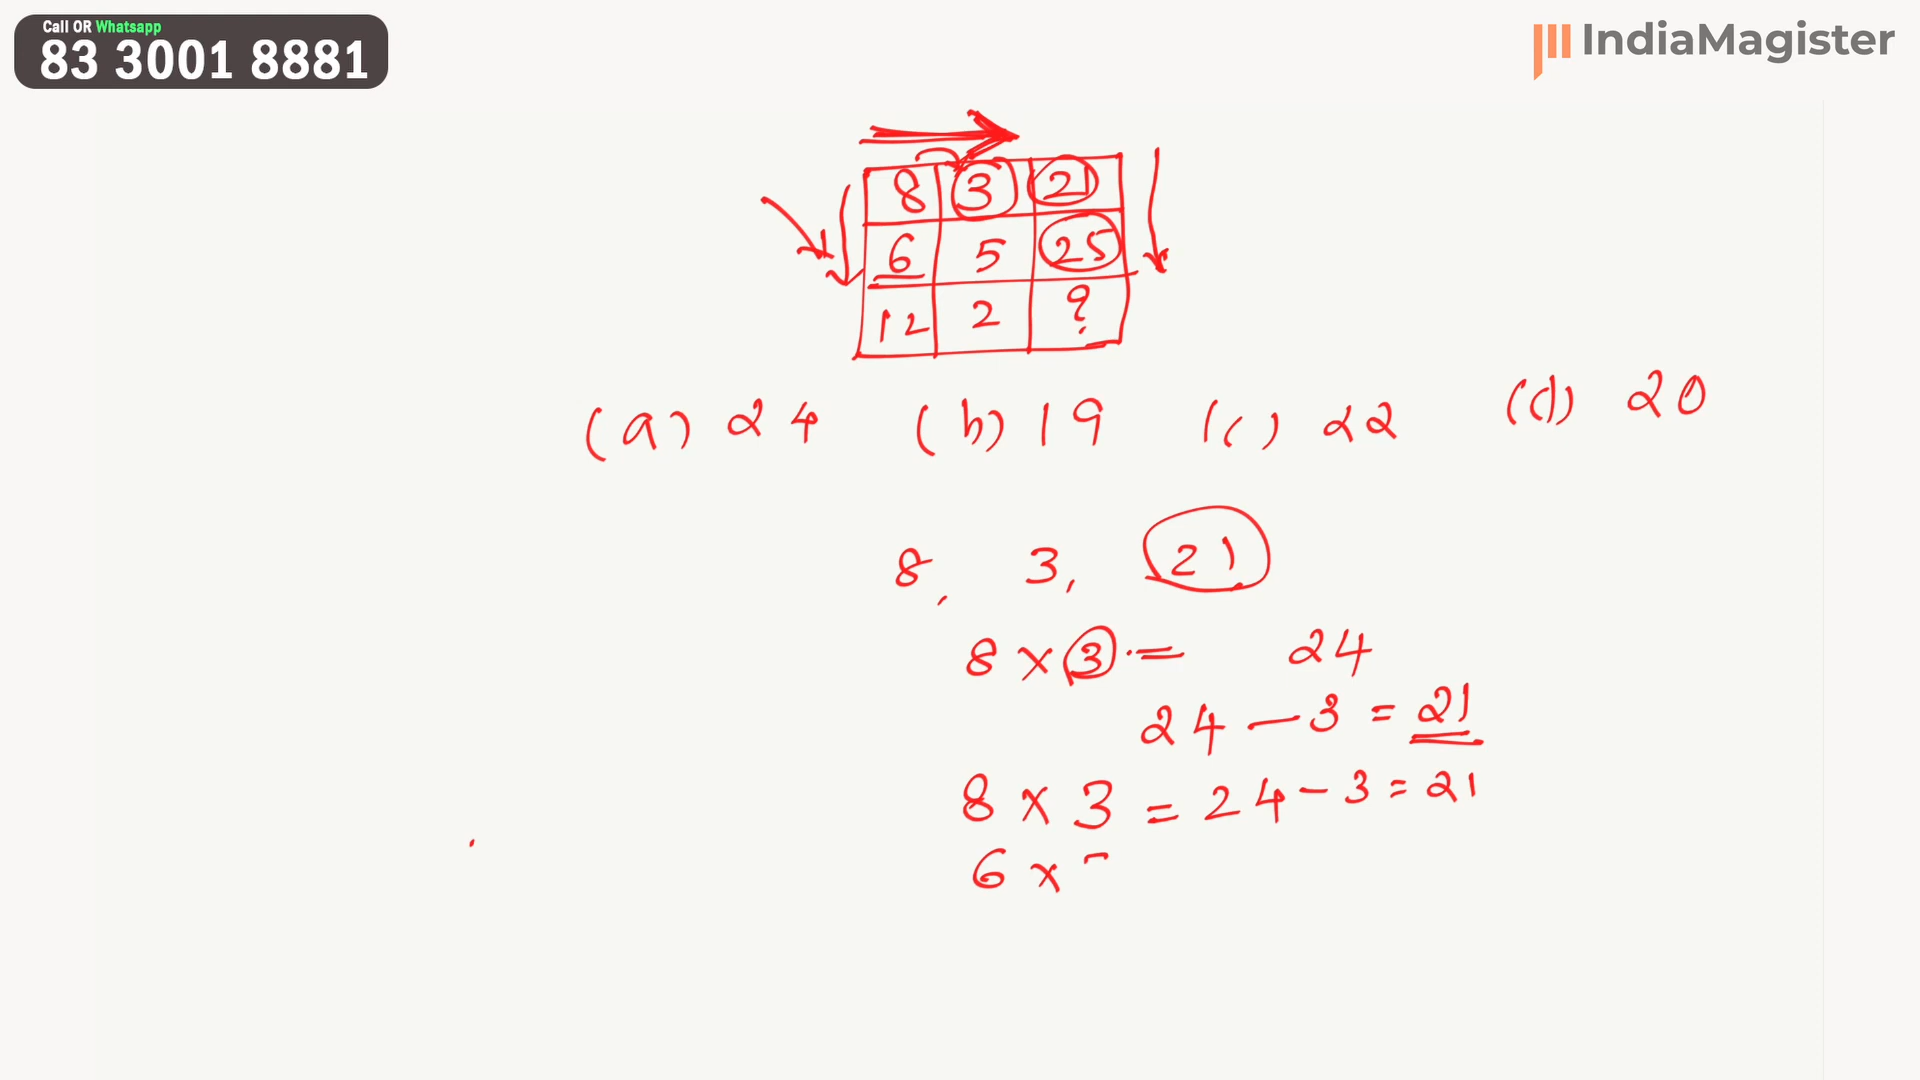 Call OR Whatsapp
83 3001 8881
IndiaMagister
8 3 21
6 5 25
12 2 ?
(a) 24 (b) 19 (c) 22 (d) 20
8, 3, 21
8 × 3 = 24
24 - 3 = 21
8 × 3 = 24 - 3 = 21
6 ×